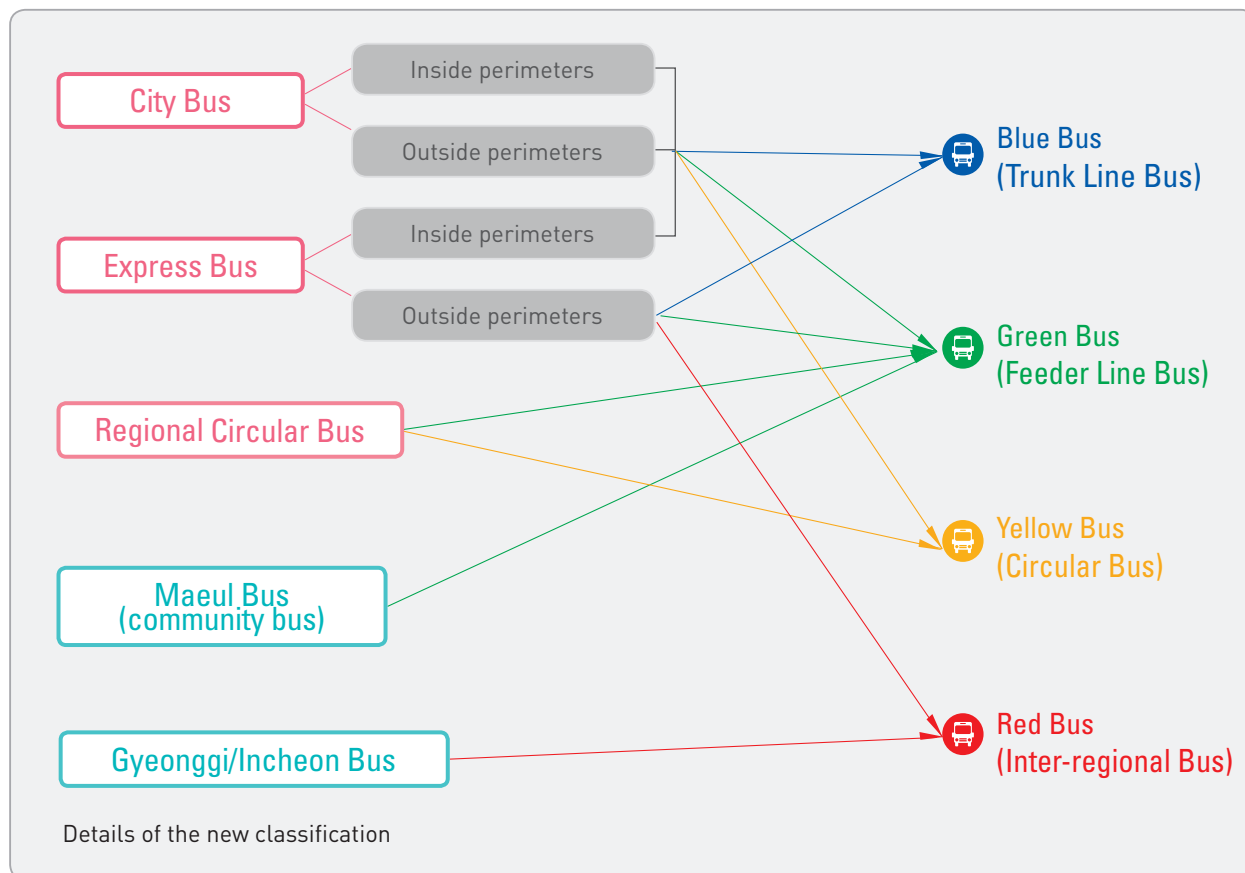 City Bus
Inside perimeters
Outside perimeters
Express Bus
Inside perimeters
Outside perimeters
Regional Circular Bus
Maeul Bus
(community bus)
Gyeonggi/Incheon Bus
Blue Bus
(Trunk Line Bus)
Green Bus
(Feeder Line Bus)
Yellow Bus
(Circular Bus)
Red Bus
(Inter-regional Bus)
Details of the new classification